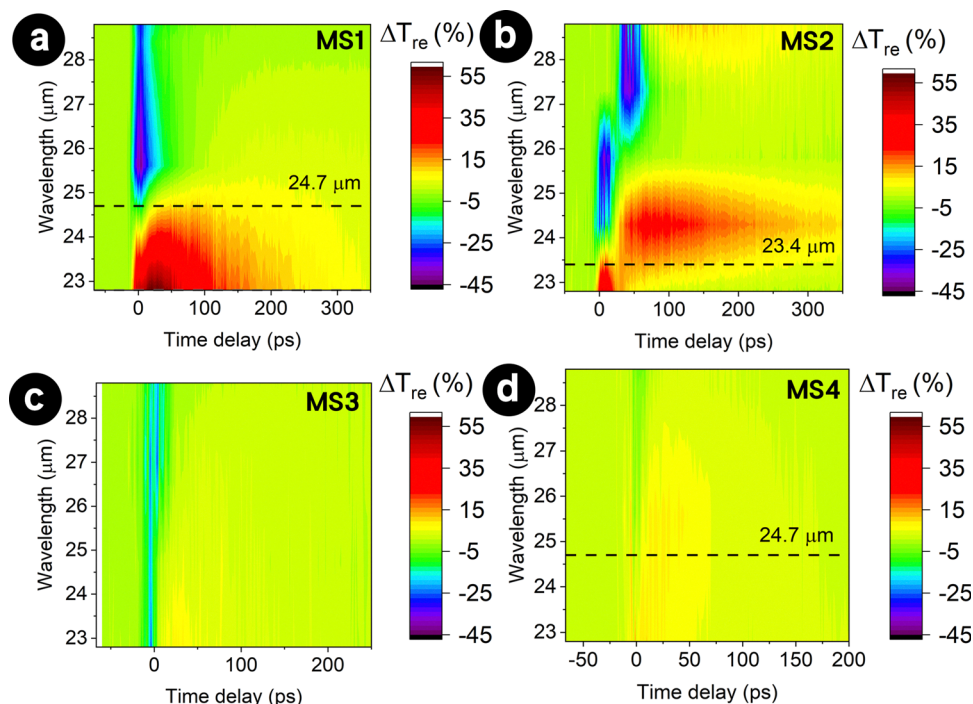 a
MS1
ΔTre (%)
28
27
26
25
24
23
Wavelength (μm)
24.7 μm
0
100
200
300
Time delay (ps)
55
35
15
-5
-25
-45
b
MS2
ΔTre (%)
28
27
26
25
24
23
Wavelength (μm)
23.4 μm
0
100
200
300
Time delay (ps)
55
35
15
-5
-25
-45
c
MS3
ΔTre (%)
28
27
26
25
24
23
Wavelength (μm)
0
100
200
Time delay (ps)
55
35
15
-5
-25
-45
d
MS4
ΔTre (%)
28
27
26
25
24
23
Wavelength (μm)
24.7 μm
-50
0
50
100
150
200
Time delay (ps)
55
35
15
-5
-25
-45